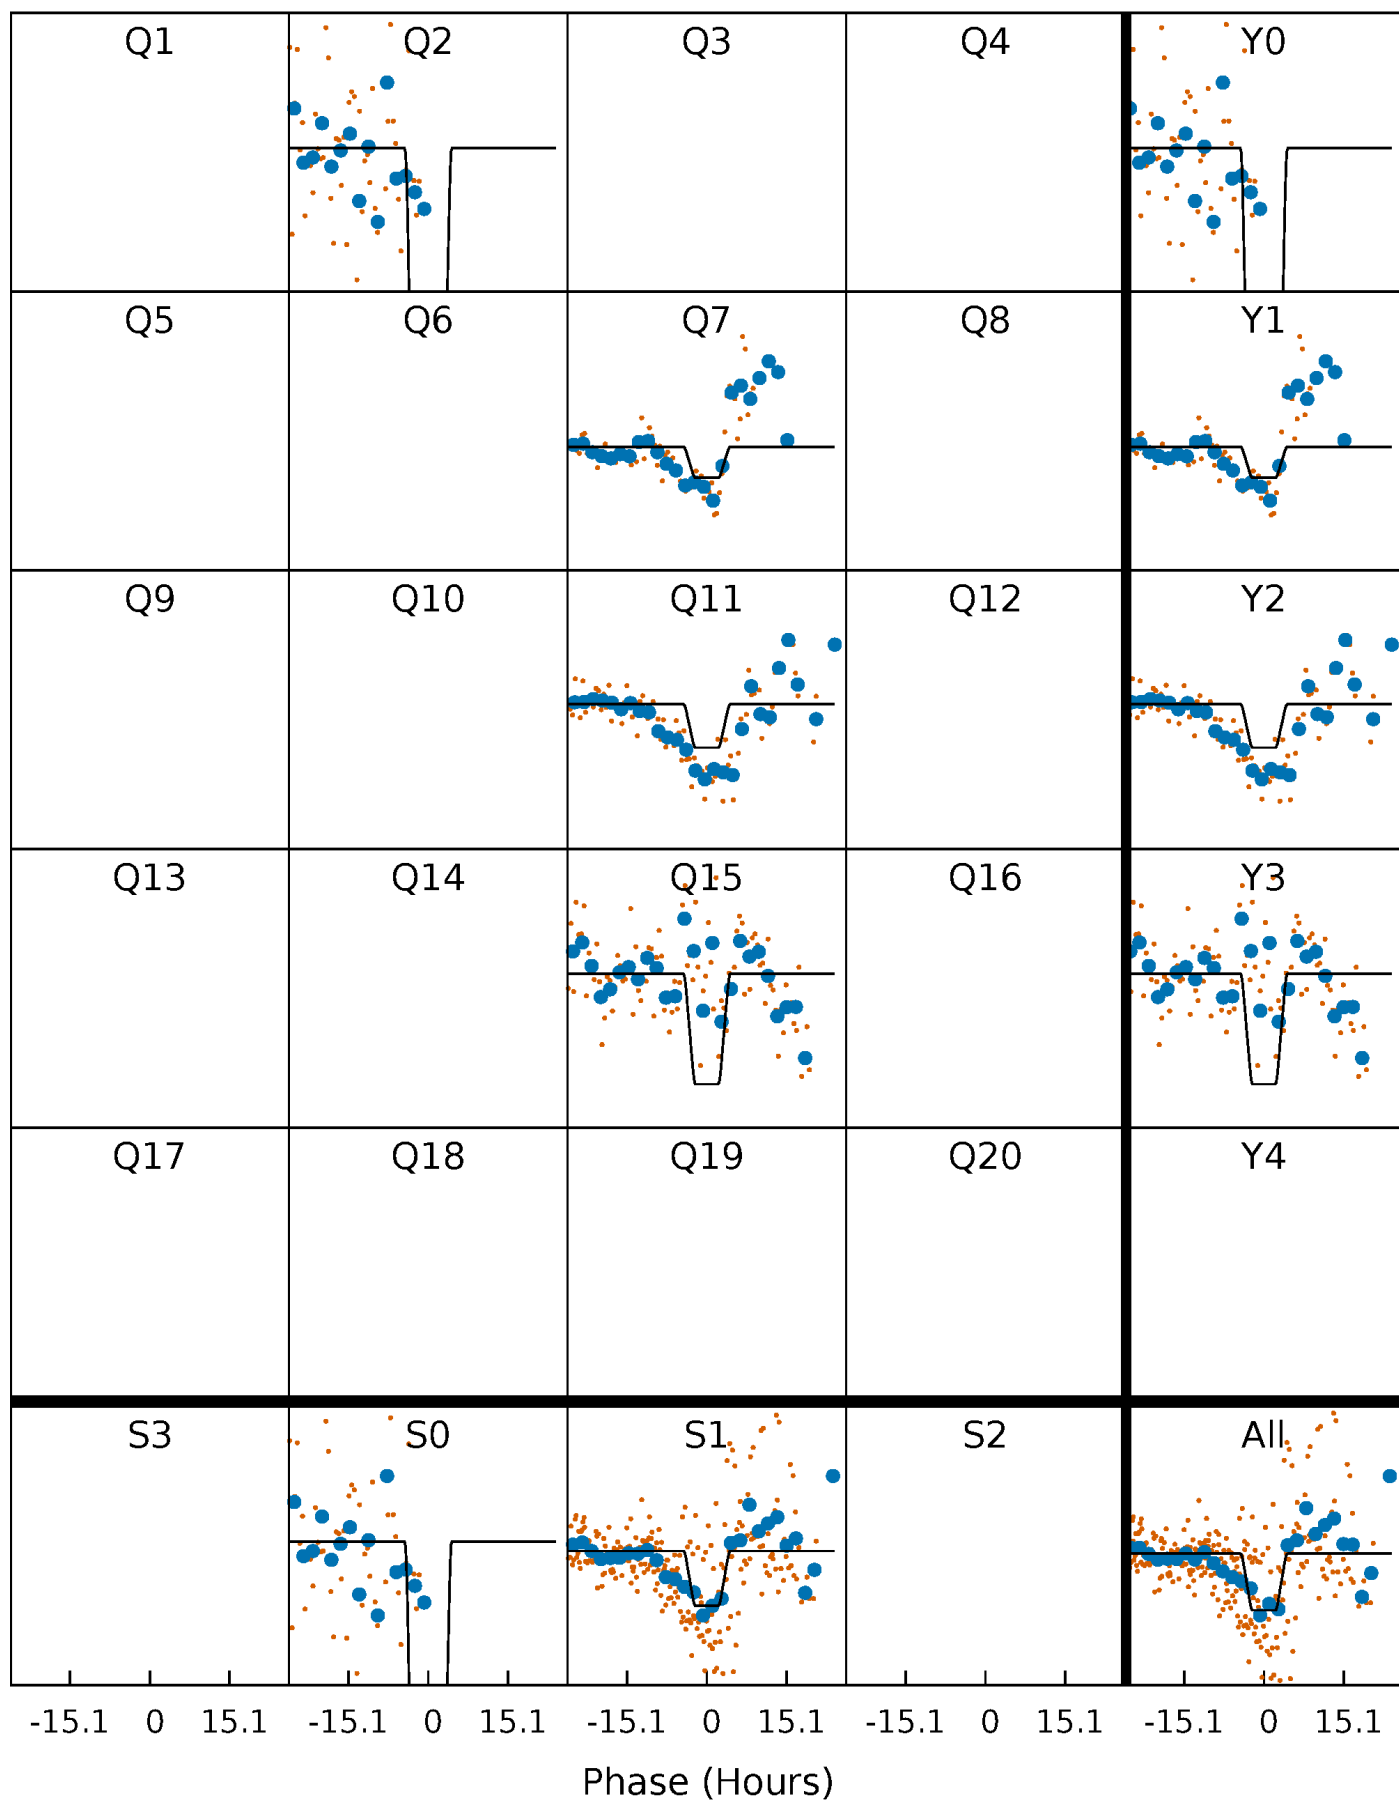 Q1 Q2 Q3 Q4 Y0
Q5 Q6 Q7 Q8 Y1
Q9 Q10 Q11 Q12 Y2
Q13 Q14 Q15 Q16 Y3
Q17 Q18 Q19 Q20 Y4
S3 S0 S1 S2 All
-15.1 0 15.1 -15.1 0 15.1 -15.1 0 15.1 -15.1 0 15.1 -15.1 0 15.1
Phase (Hours)